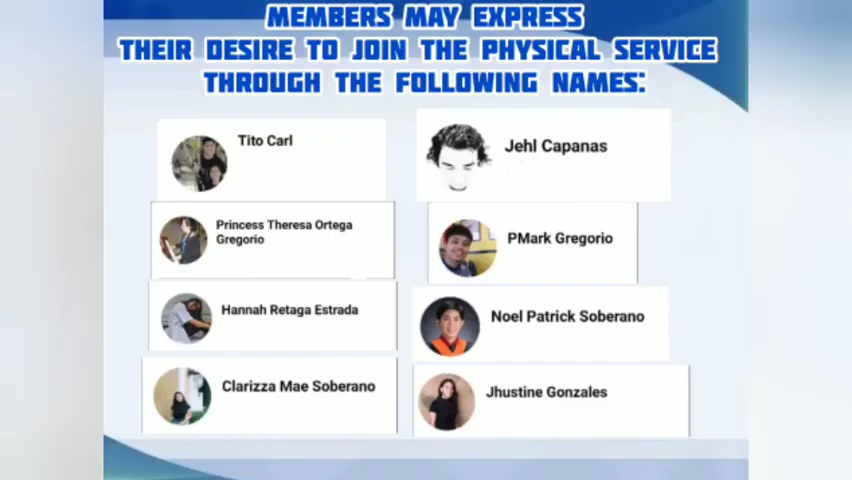 MEMBERS MAY EXPRESS
THEIR DESIRE TO JOIN THE PHYSICAL SERVICE
THROUGH THE FOLLOWING NAMES:
Tito Carl
Jehl Capanas
Princess Theresa Ortega
Gregorio
PMark Gregorio
Hannah Retaga Estrada
Noel Patrick Soberano
Clarizza Mae Soberano
Jhustine Gonzales